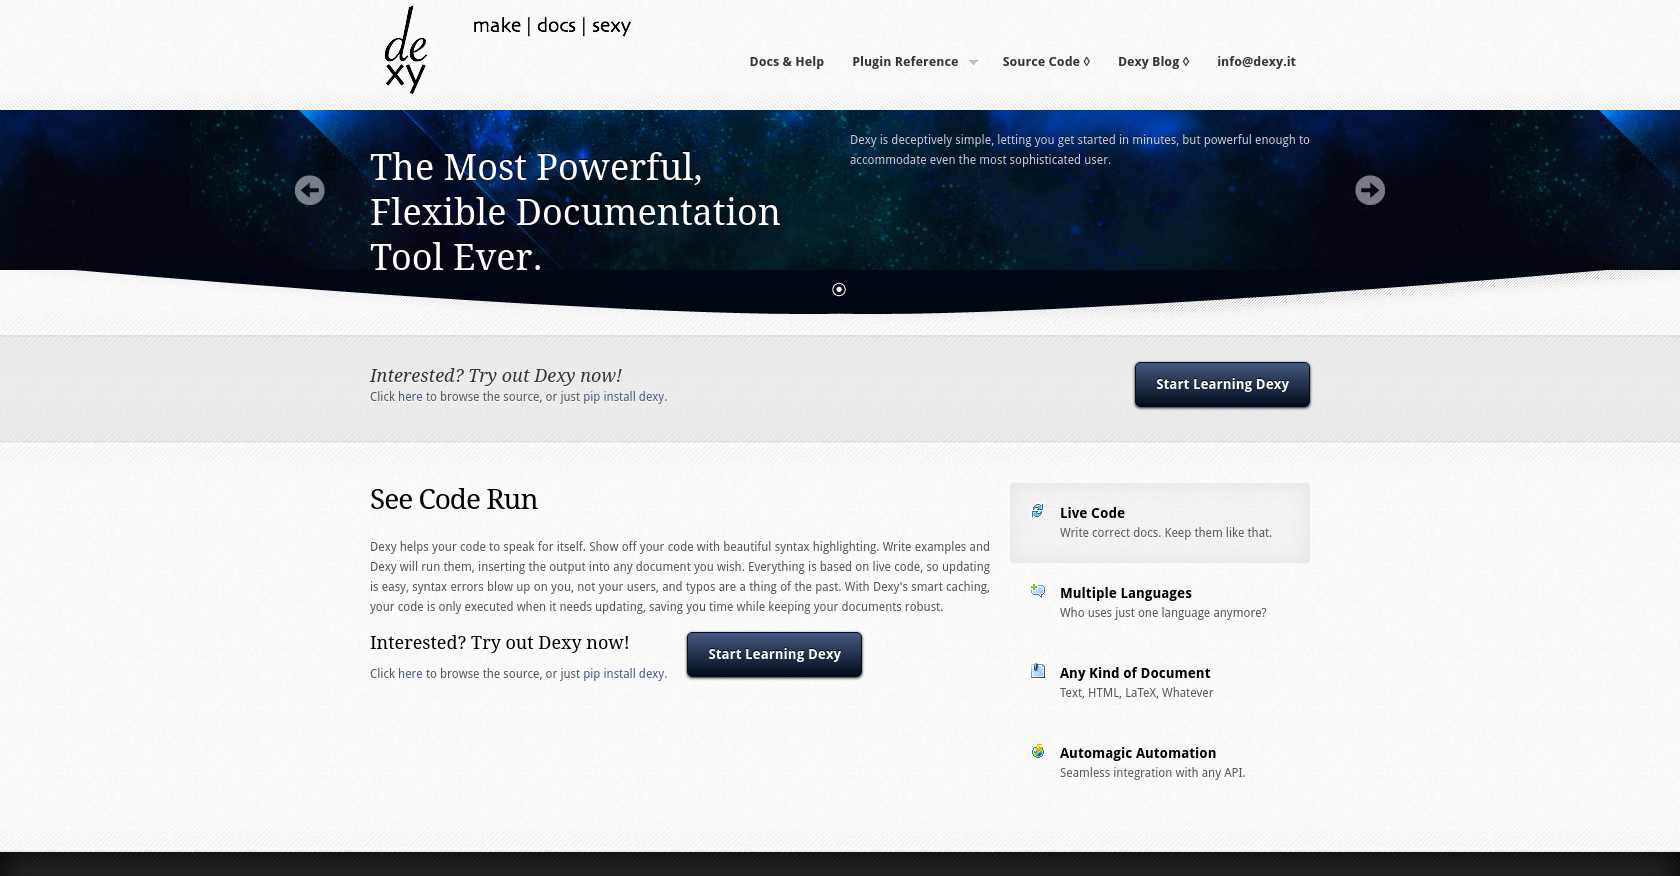 de
xy
make | docs | sexy
Docs & Help
Plugin Reference
Source Code ◊
Dexy Blog ◊
info@dexy.it
The Most Powerful,
Flexible Documentation
Tool Ever.
Dexy is deceptively simple, letting you get started in minutes, but powerful enough to
accommodate even the most sophisticated user.
Interested? Try out Dexy now!
Click here to browse the source, or just pip install dexy.
Start Learning Dexy
See Code Run
Dexy helps your code to speak for itself. Show off your code with beautiful syntax highlighting. Write examples and
Dexy will run them, inserting the output into any document you wish. Everything is based on live code, so updating
is easy, syntax errors blow up on you, not your users, and typos are a thing of the past. With Dexy's smart caching,
your code is only executed when it needs updating, saving you time while keeping your documents robust.
Interested? Try out Dexy now!
Click here to browse the source, or just pip install dexy.
Start Learning Dexy
Live Code
Write correct docs. Keep them like that.
Multiple Languages
Who uses just one language anymore?
Any Kind of Document
Text, HTML, LaTeX, Whatever
Automagic Automation
Seamless integration with any API.